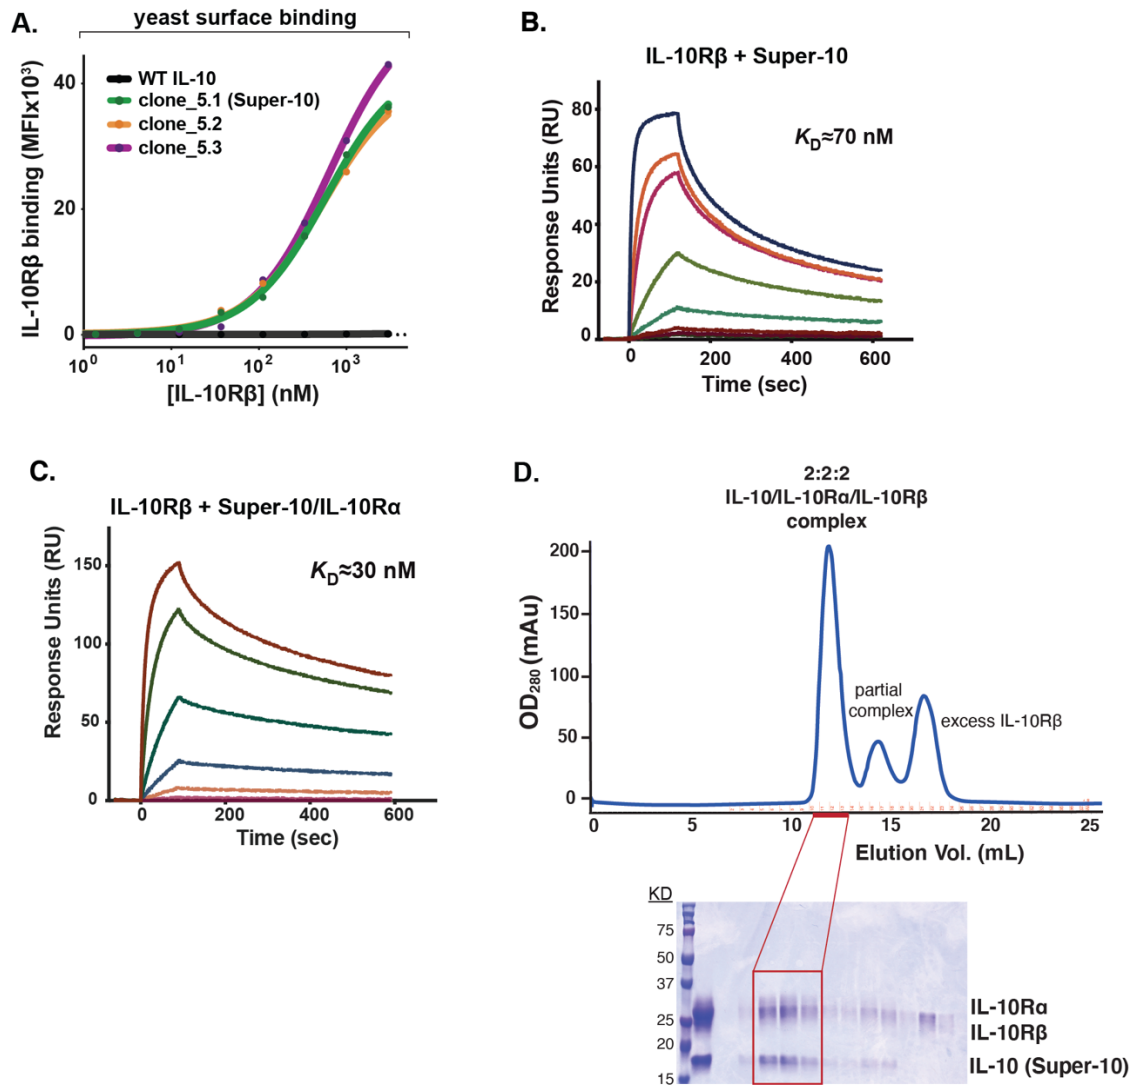 A.
yeast surface binding
WT IL-10
clone_5.1 (Super-10)
clone_5.2
clone_5.3
IL-10Rβ binding (MFIx10³)
40
20
0
10⁰
10¹
10²
10³
[IL-10Rβ] (nM)
B.
IL-10Rβ + Super-10
K_D≈70 nM
Response Units (RU)
80
60
40
20
0
0
200
400
600
Time (sec)
C.
IL-10Rβ + Super-10/IL-10Rα
K_D≈30 nM
Response Units (RU)
150
100
50
0
0
200
400
600
Time (sec)
D.
2:2:2
IL-10/IL-10Rα/IL-10Rβ
complex
OD₂₈₀ (mAu)
200
150
100
50
0
partial
complex
excess IL-10Rβ
0
5
10
15
20
25
Elution Vol. (mL)
KD
75
50
37
25
20
15
IL-10Rα
IL-10Rβ
IL-10 (Super-10)